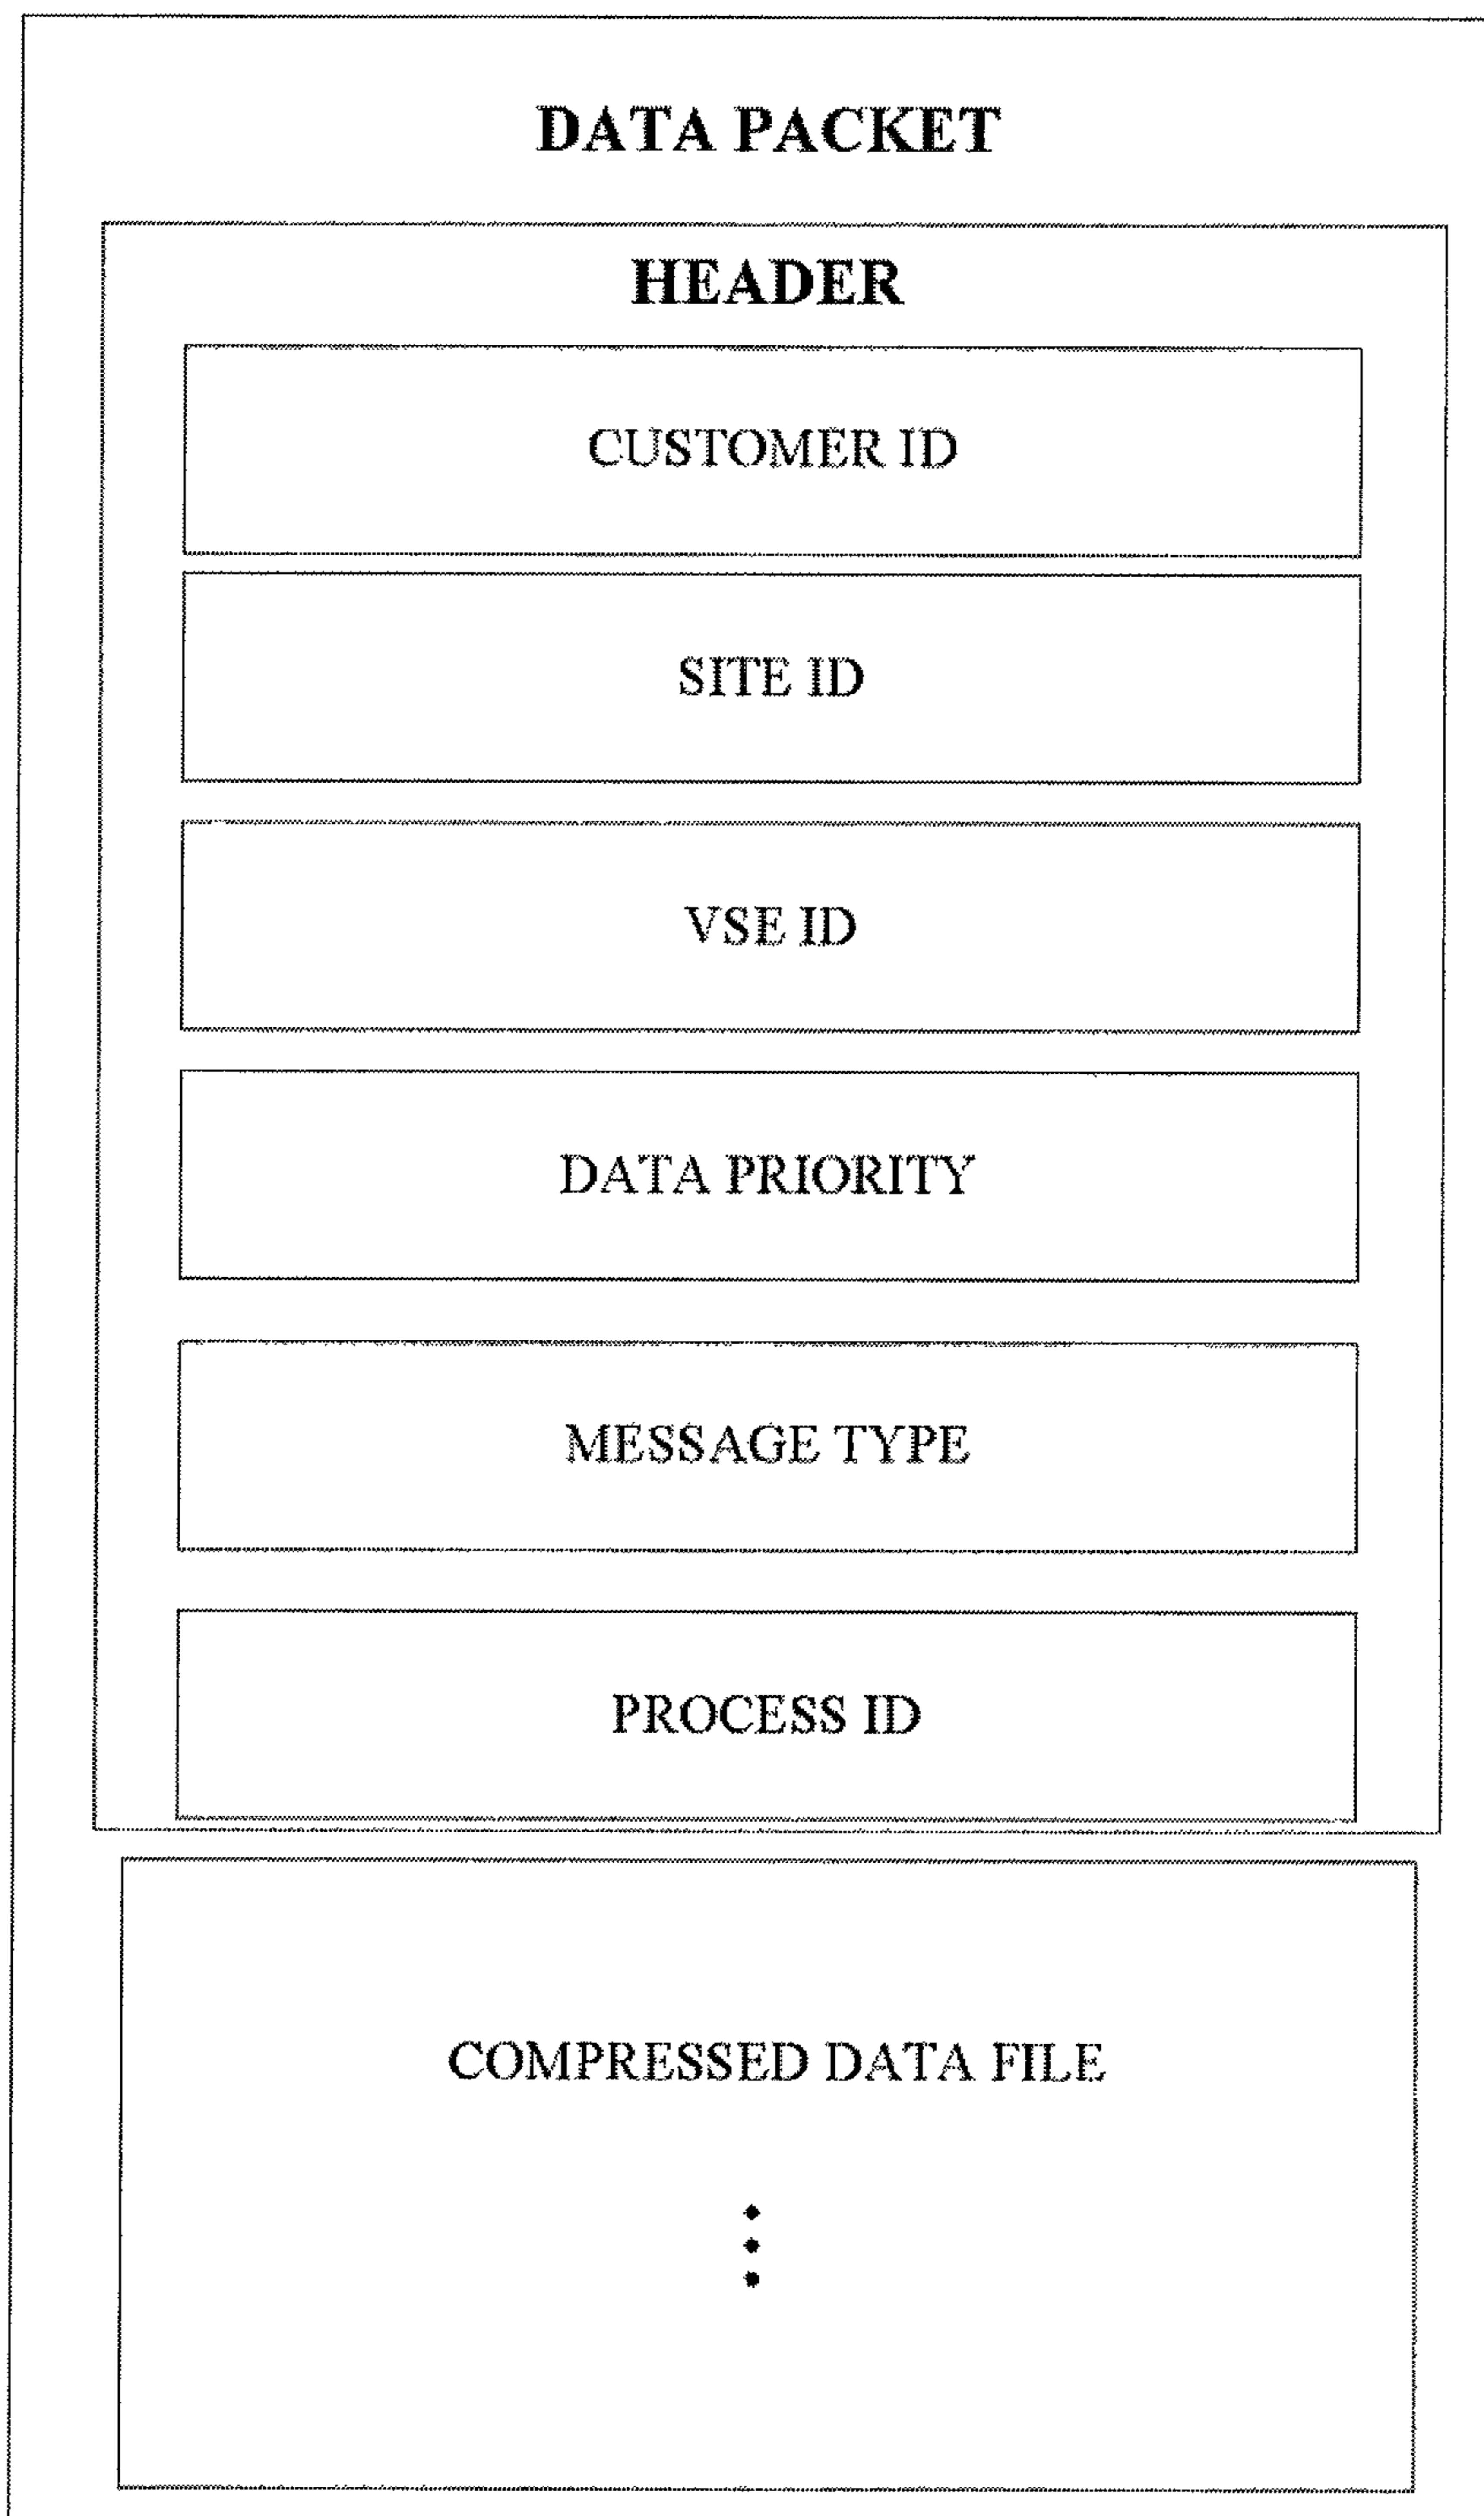 DATA PACKET
HEADER
CUSTOMER ID
SITE ID
VSE ID
DATA PRIORITY
MESSAGE TYPE
PROCESS ID
COMPRESSED DATA FILE